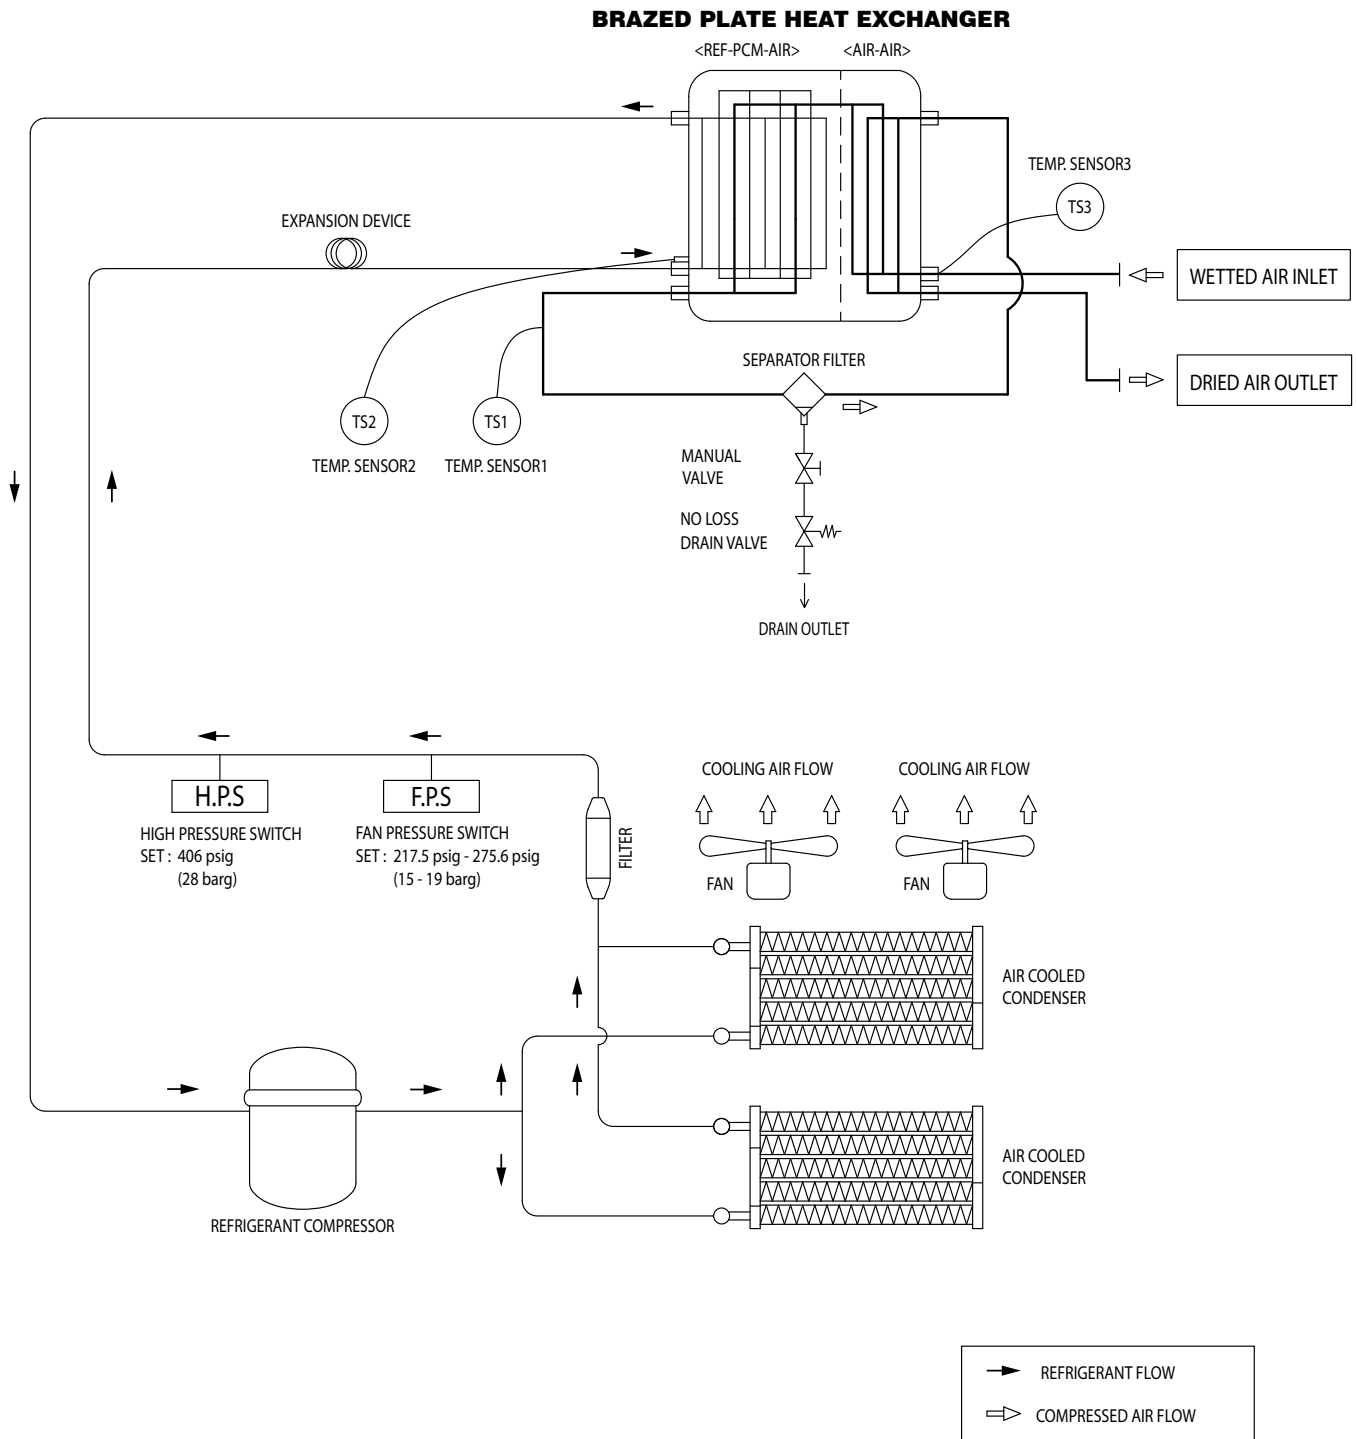 BRAZED PLATE HEAT EXCHANGER
<REF-PCM-AIR> <AIR-AIR>
TEMP. SENSOR3
TS3
EXPANSION DEVICE
WETTED AIR INLET
DRIED AIR OUTLET
SEPARATOR FILTER
TS2
TS1
TEMP. SENSOR2
TEMP. SENSOR1
MANUAL
VALVE
NO LOSS
DRAIN VALVE
DRAIN OUTLET
H.P.S
HIGH PRESSURE SWITCH
SET : 406 psig
(28 barg)
F.P.S
FAN PRESSURE SWITCH
SET : 217.5 psig - 275.6 psig
(15 - 19 barg)
FILTER
COOLING AIR FLOW
COOLING AIR FLOW
FAN
FAN
AIR COOLED
CONDENSER
AIR COOLED
CONDENSER
REFRIGERANT COMPRESSOR
REFRIGERANT FLOW
COMPRESSED AIR FLOW